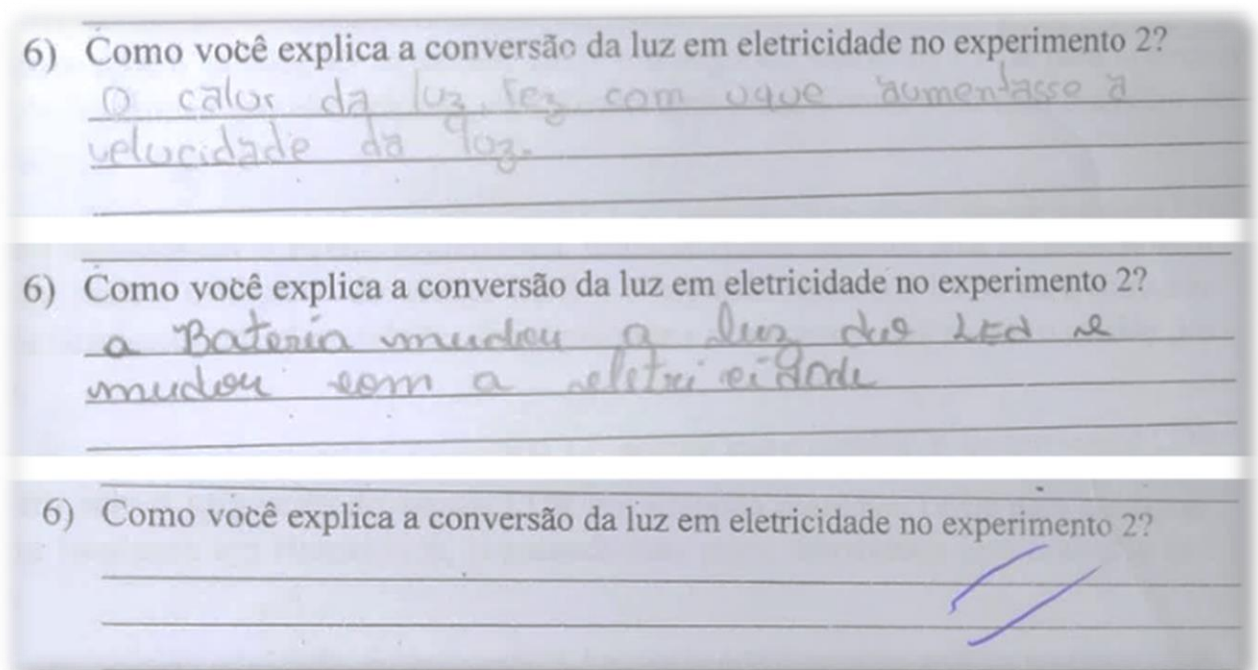 6) Como você explica a conversão da luz em eletricidade no experimento 2?
O calor da luz fez com uque aumentasse a
velocidade da luz.
6) Como você explica a conversão da luz em eletricidade no experimento 2?
a Bateria mudou a luz dus LEd e
mudou com a eletricidade
6) Como você explica a conversão da luz em eletricidade no experimento 2?